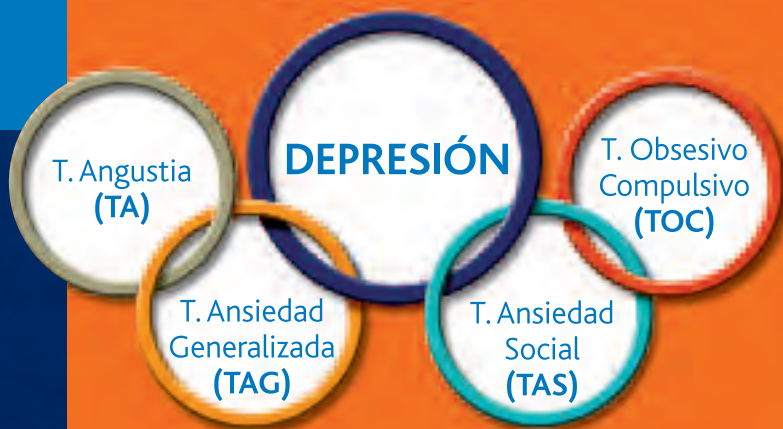 T. Angustia
(TA)
DEPRESIÓN
T. Obsesivo
Compulsivo
(TOC)
T. Ansiedad
Generalizada
(TAG)
T. Ansiedad
Social
(TAS)